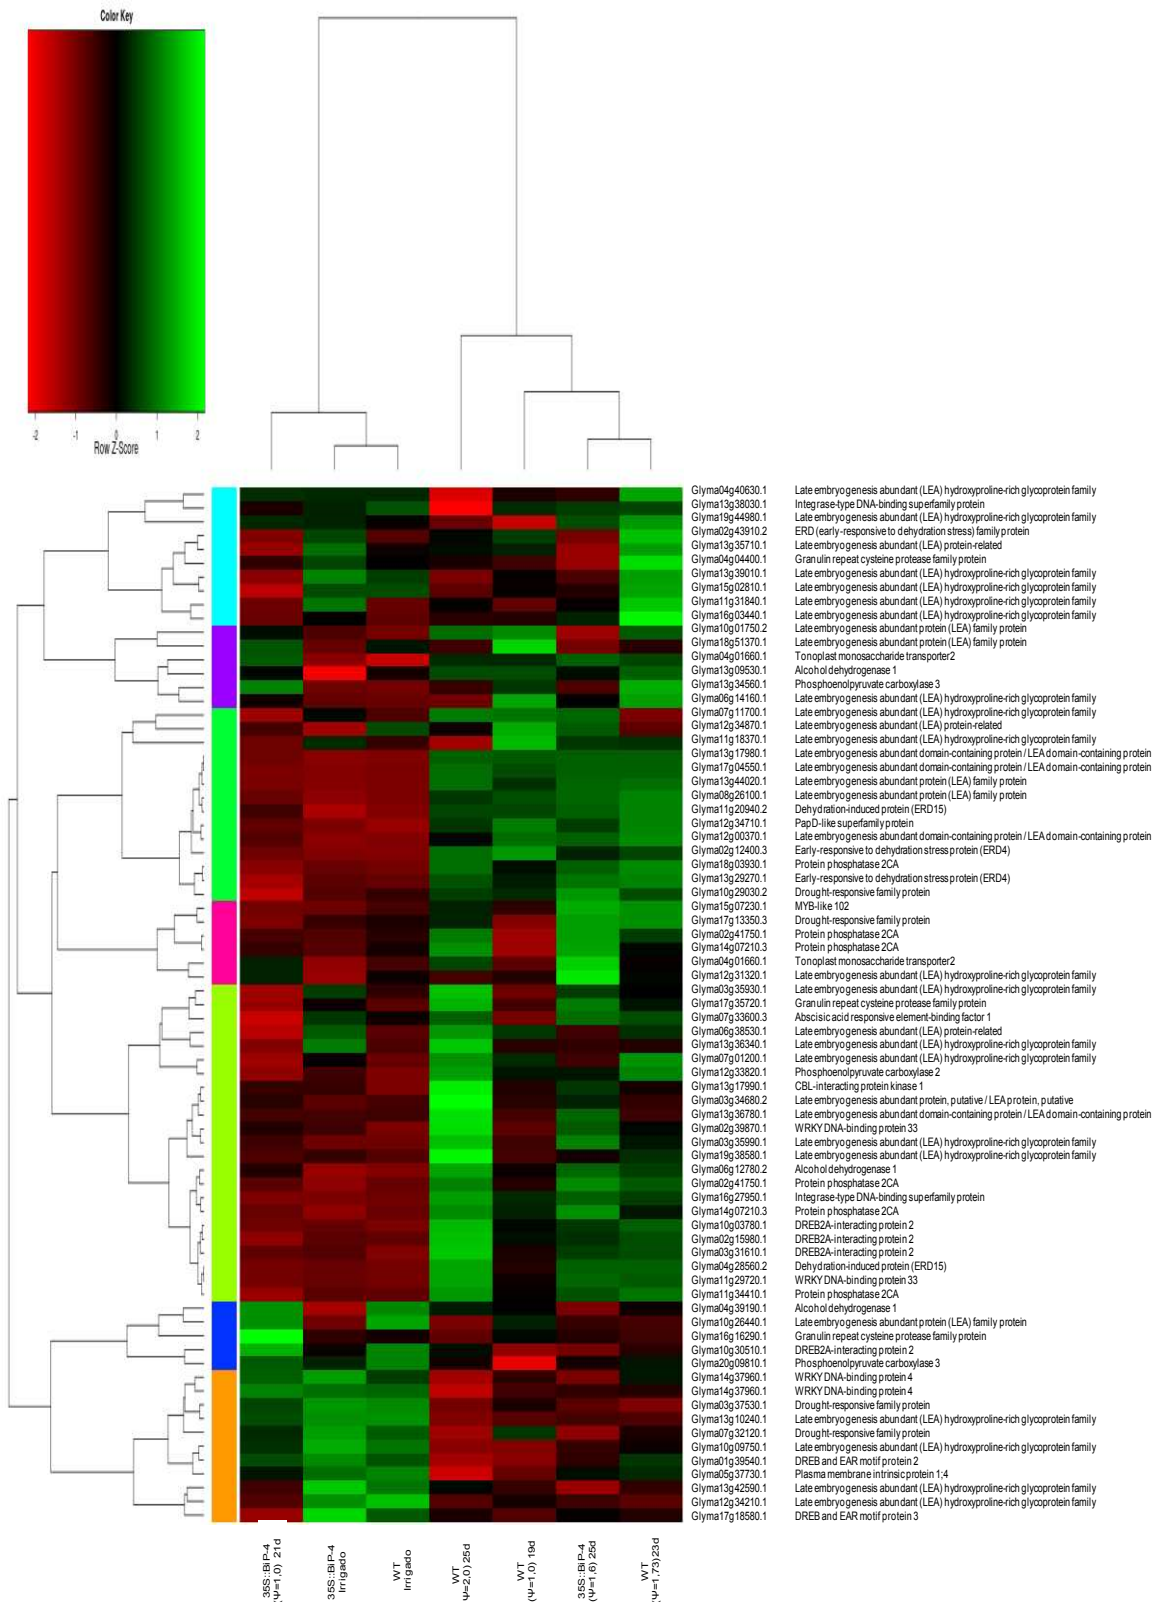 Color Key
-2 -1 0 1 2
Row Z-Score
Glyma04g40630.1 Late embryogenesis abundant (LEA) hydroxyproline-rich glycoprotein family
Glyma13g38030.1 Integrase-type DNA-binding superfamily protein
Glyma19g44980.1 Late embryogenesis abundant (LEA) hydroxyproline-rich glycoprotein family
Glyma02g43910.2 ERD (early-responsive to dehydration stress) family protein
Glyma13g35710.1 Late embryogenesis abundant (LEA) protein-related
Glyma04g04400.1 Granulin repeat cysteine protease family protein
Glyma13g39010.1 Late embryogenesis abundant (LEA) hydroxyproline-rich glycoprotein family
Glyma15g02810.1 Late embryogenesis abundant (LEA) hydroxyproline-rich glycoprotein family
Glyma11g31840.1 Late embryogenesis abundant (LEA) hydroxyproline-rich glycoprotein family
Glyma16g03440.1 Late embryogenesis abundant (LEA) hydroxyproline-rich glycoprotein family
Glyma10g01750.2 Late embryogenesis abundant protein (LEA) family protein
Glyma18g51370.1 Late embryogenesis abundant protein (LEA) family protein
Glyma04g01660.1 Tonoplast monosaccharide transporter2
Glyma13g09530.1 Alcohol dehydrogenase 1
Glyma13g34560.1 Phosphoenolpyruvate carboxylase 3
Glyma06g14160.1 Late embryogenesis abundant (LEA) hydroxyproline-rich glycoprotein family
Glyma07g11700.1 Late embryogenesis abundant (LEA) hydroxyproline-rich glycoprotein family
Glyma12g34870.1 Late embryogenesis abundant (LEA) protein-related
Glyma11g18370.1 Late embryogenesis abundant (LEA) hydroxyproline-rich glycoprotein family
Glyma13g17980.1 Late embryogenesis abundant domain-containing protein / LEA domain-containing protein
Glyma17g04550.1 Late embryogenesis abundant domain-containing protein / LEA domain-containing protein
Glyma13g44020.1 Late embryogenesis abundant protein (LEA) family protein
Glyma08g26100.1 Late embryogenesis abundant protein (LEA) family protein
Glyma11g20940.2 Dehydration-induced protein (ERD15)
Glyma12g34710.1 PapD-like superfamily protein
Glyma12g00370.1 Late embryogenesis abundant domain-containing protein / LEA domain-containing protein
Glyma02g12400.3 Early-responsive to dehydration stress protein (ERD4)
Glyma18g03930.1 Protein phosphatase 2CA
Glyma13g29270.1 Early-responsive to dehydration stress protein (ERD4)
Glyma10g29030.2 Drought-responsive family protein
Glyma15g07230.1 MYB-like 102
Glyma17g13350.3 Drought-responsive family protein
Glyma02g41750.1 Protein phosphatase 2CA
Glyma14g07210.3 Protein phosphatase 2CA
Glyma04g01660.1 Tonoplast monosaccharide transporter2
Glyma12g31320.1 Late embryogenesis abundant (LEA) hydroxyproline-rich glycoprotein family
Glyma03g35930.1 Late embryogenesis abundant (LEA) hydroxyproline-rich glycoprotein family
Glyma17g35720.1 Granulin repeat cysteine protease family protein
Glyma07g33600.3 Abscisic acid responsive element-binding factor 1
Glyma06g38530.1 Late embryogenesis abundant (LEA) protein-related
Glyma13g36340.1 Late embryogenesis abundant (LEA) hydroxyproline-rich glycoprotein family
Glyma07g01200.1 Late embryogenesis abundant (LEA) hydroxyproline-rich glycoprotein family
Glyma12g33820.1 Phosphoenolpyruvate carboxylase 2
Glyma13g17990.1 CBL-interacting protein kinase 1
Glyma03g34680.2 Late embryogenesis abundant protein, putative / LEA protein, putative
Glyma13g36780.1 Late embryogenesis abundant domain-containing protein / LEA domain-containing protein
Glyma02g39870.1 WRKY DNA-binding protein 33
Glyma03g35990.1 Late embryogenesis abundant (LEA) hydroxyproline-rich glycoprotein family
Glyma19g38580.1 Late embryogenesis abundant (LEA) hydroxyproline-rich glycoprotein family
Glyma06g12780.2 Alcohol dehydrogenase 1
Glyma02g41750.1 Protein phosphatase 2CA
Glyma16g27950.1 Integrase-type DNA-binding superfamily protein
Glyma14g07210.3 Protein phosphatase 2CA
Glyma10g03780.1 DREB2A-interacting protein 2
Glyma02g15980.1 DREB2A-interacting protein 2
Glyma03g31610.1 DREB2A-interacting protein 2
Glyma04g28560.2 Dehydration-induced protein (ERD15)
Glyma11g29720.1 WRKY DNA-binding protein 33
Glyma11g34410.1 Protein phosphatase 2CA
Glyma04g39190.1 Alcohol dehydrogenase 1
Glyma10g26440.1 Late embryogenesis abundant protein (LEA) family protein
Glyma16g16290.1 Granulin repeat cysteine protease family protein
Glyma10g30510.1 DREB2A-interacting protein 2
Glyma20g09810.1 Phosphoenolpyruvate carboxylase 3
Glyma14g37960.1 WRKY DNA-binding protein 4
Glyma14g37960.1 WRKY DNA-binding protein 4
Glyma03g37530.1 Drought-responsive family protein
Glyma13g10240.1 Late embryogenesis abundant (LEA) hydroxyproline-rich glycoprotein family
Glyma07g32120.1 Drought-responsive family protein
Glyma10g09750.1 Late embryogenesis abundant (LEA) hydroxyproline-rich glycoprotein family
Glyma01g39540.1 DREB and EAR motif protein 2
Glyma05g37730.1 Plasma membrane intrinsic protein 1;4
Glyma13g42590.1 Late embryogenesis abundant (LEA) hydroxyproline-rich glycoprotein family
Glyma12g34210.1 Late embryogenesis abundant (LEA) hydroxyproline-rich glycoprotein family
Glyma17g18580.1 DREB and EAR motif protein 3
35S::BiP-4
(Ψ=1,0) 21d
35S::BiP-4
Irrigado
WT
Irrigado
WT
Ψ=2,0) 25d
WT
(Ψ=1,0) 19d
35S::BiP-4
(Ψ=1,6) 25d
WT
(Ψ=1,73)23d